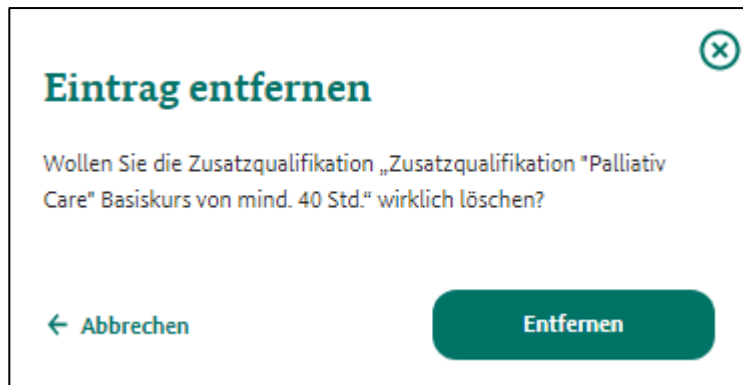 Eintrag entfernen
Wollen Sie die Zusatzqualifikation „Zusatzqualifikation "Palliativ
Care" Basiskurs von mind. 40 Std.“ wirklich löschen?
← Abbrechen
Entfernen